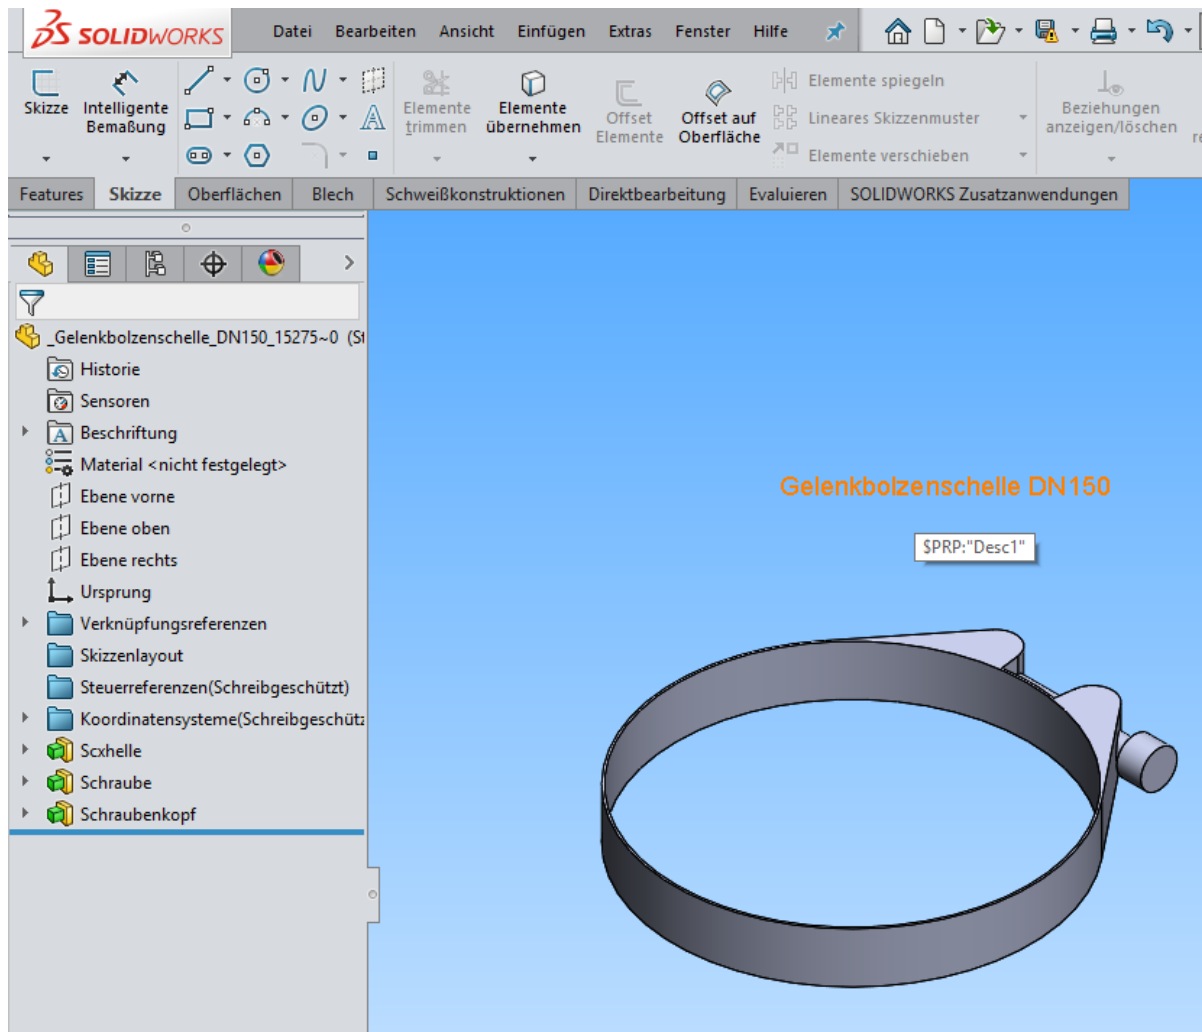 SOLIDWORKS
Datei Bearbeiten Ansicht Einfügen Extras Fenster Hilfe
Skizze
Intelligente
Bemaßung
Elemente
trimmen
Elemente
übernehmen
Offset
Elemente
Offset auf
Oberfläche
Elemente spiegeln
Lineares Skizzenmuster
Elemente verschieben
Beziehungen
anzeigen/löschen
Features Skizze Oberflächen Blech Schweißkonstruktionen Direktbearbeitung Evaluieren SOLIDWORKS Zusatzanwendungen
_Gelenkbolzenschelle_DN150_15275~0 (St
Historie
Sensoren
Beschriftung
Material <nicht festgelegt>
Ebene vorne
Ebene oben
Ebene rechts
Ursprung
Verknüpfungsreferenzen
Skizzenlayout
Steuerreferenzen(Schreibgeschützt)
Koordinatensysteme(Schreibgeschütz
Scxhelle
Schraube
Schraubenkopf
Gelenkbolzenschelle DN150
$PRP:"Desc1"